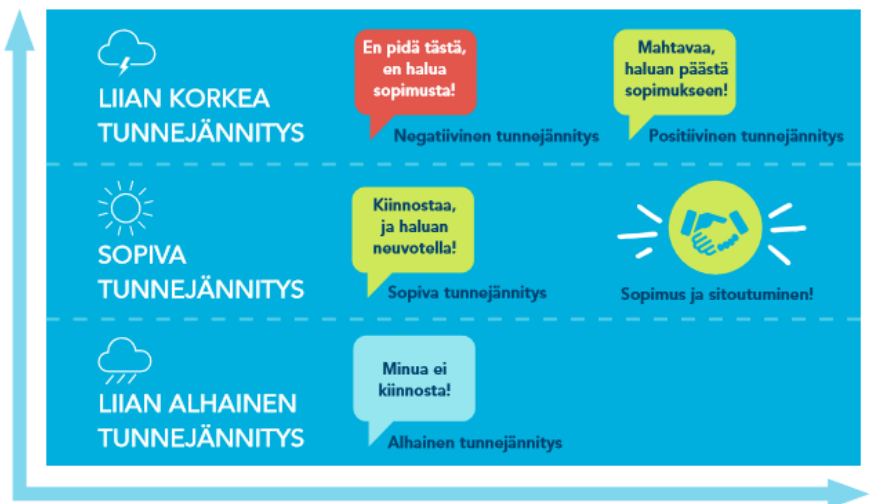 LIIAN KORKEA
TUNNEJÄNNITYS
En pidä tästä,
en halua
sopimusta!
Negatiivinen tunnejännitys
Mahtavaa,
haluan päästä
sopimukseen!
Positiivinen tunnejännitys
SOPIVA
TUNNEJÄNNITYS
Kiinnostaa,
ja haluan
neuvotella!
Sopiva tunnejännitys
Sopimus ja sitoutuminen!
LIIAN ALHAINEN
TUNNEJÄNNITYS
Minua ei
kiinnosta!
Alhainen tunnejännitys